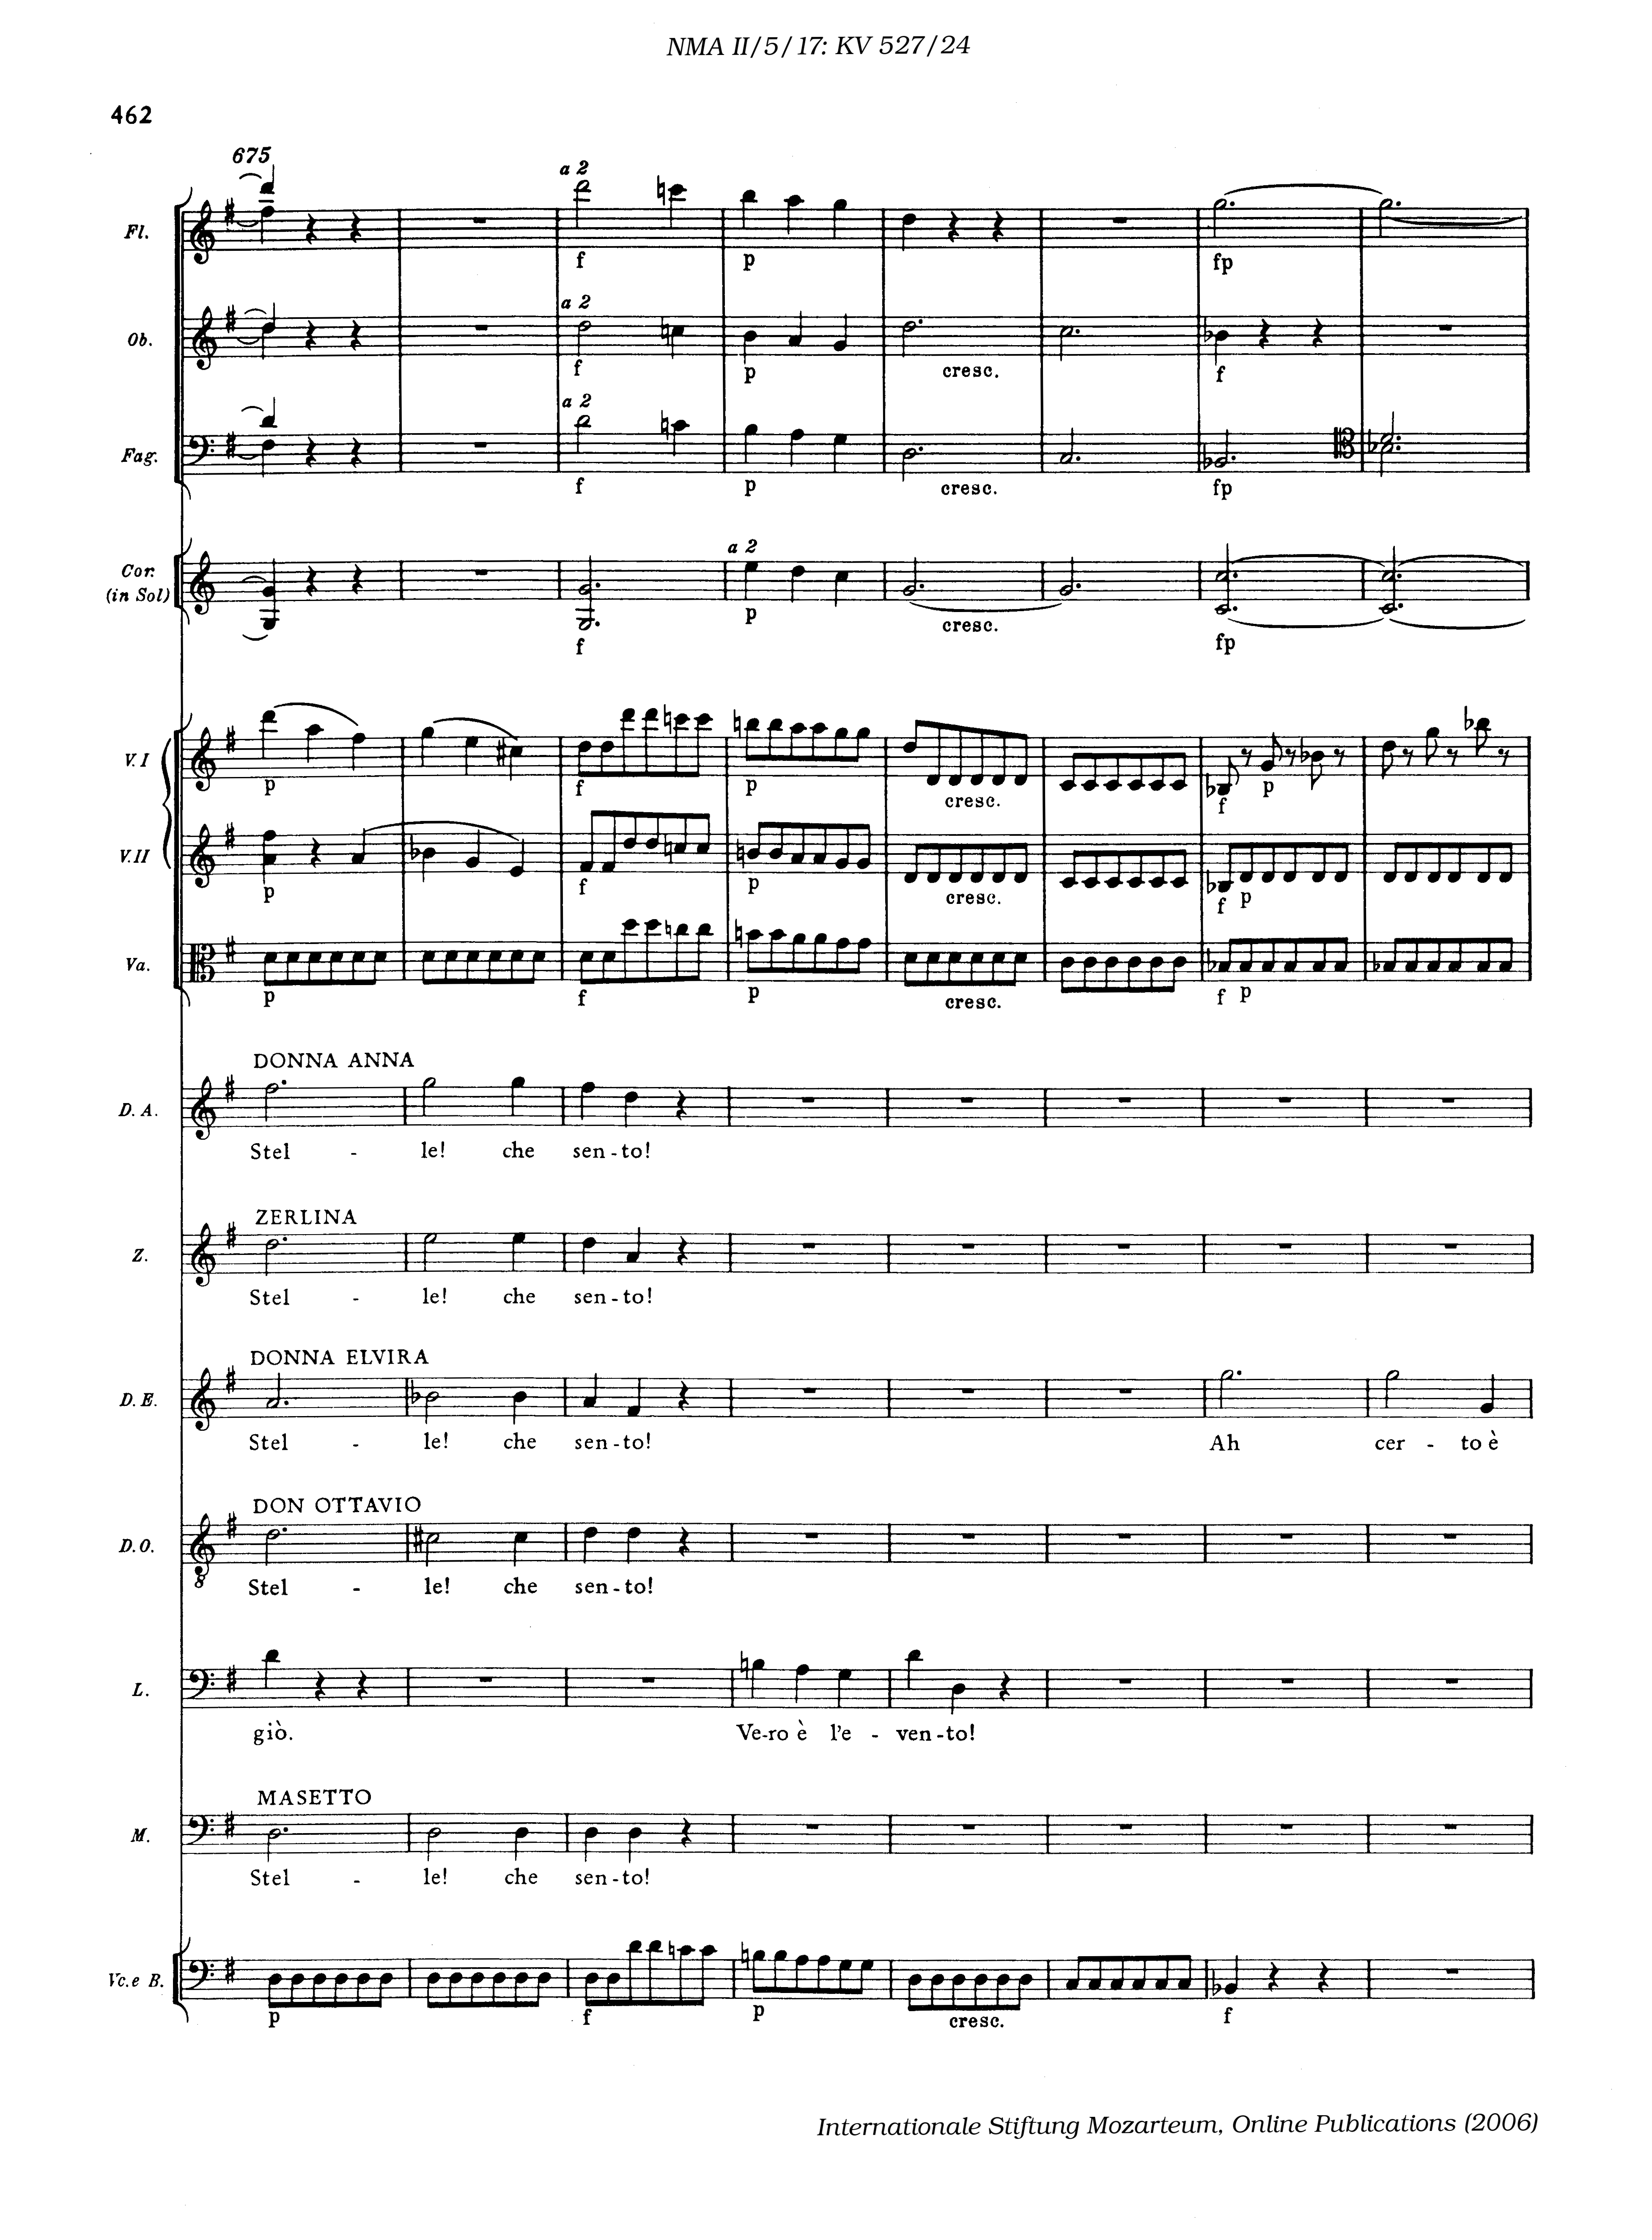 NMA II/5/17: KV 527/24
462
675
a 2
Fl.
f p fp
a 2
Ob.
f p cresc. f
a 2
Fag.
f p cresc. fp
a 2
Cor.
(in Sol)
f p cresc. fp
V. I
p f p cresc. f p
V. II
p f p cresc. f p
Va.
p f p cresc. f p
DONNA ANNA
D. A.
Stel - le! che sen - to!
ZERLINA
Z.
Stel - le! che sen - to!
DONNA ELVIRA
D. E.
Stel - le! che sen - to! Ah cer - to è
DON OTTAVIO
D. O.
8
Stel - le! che sen - to!
L.
giò. Ve-ro è l'e - ven - to!
MASETTO
M.
Stel - le! che sen - to!
Vc. e B.
p f p cresc. f
Internationale Stiftung Mozarteum, Online Publications (2006)